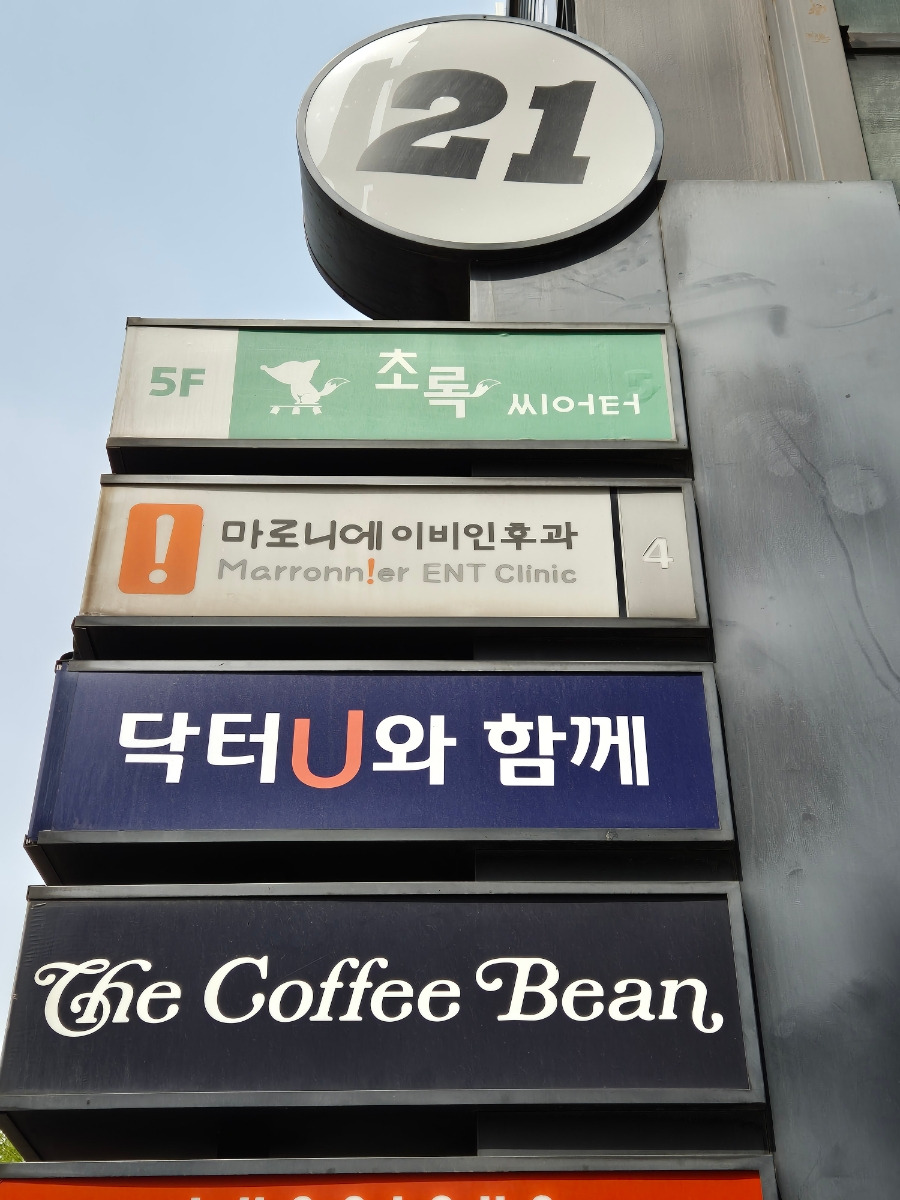 21
5F 초록 씨어터
마로니에이비인후과
Marronn!er ENT Clinic
4
닥터U와 함께
The Coffee Bean